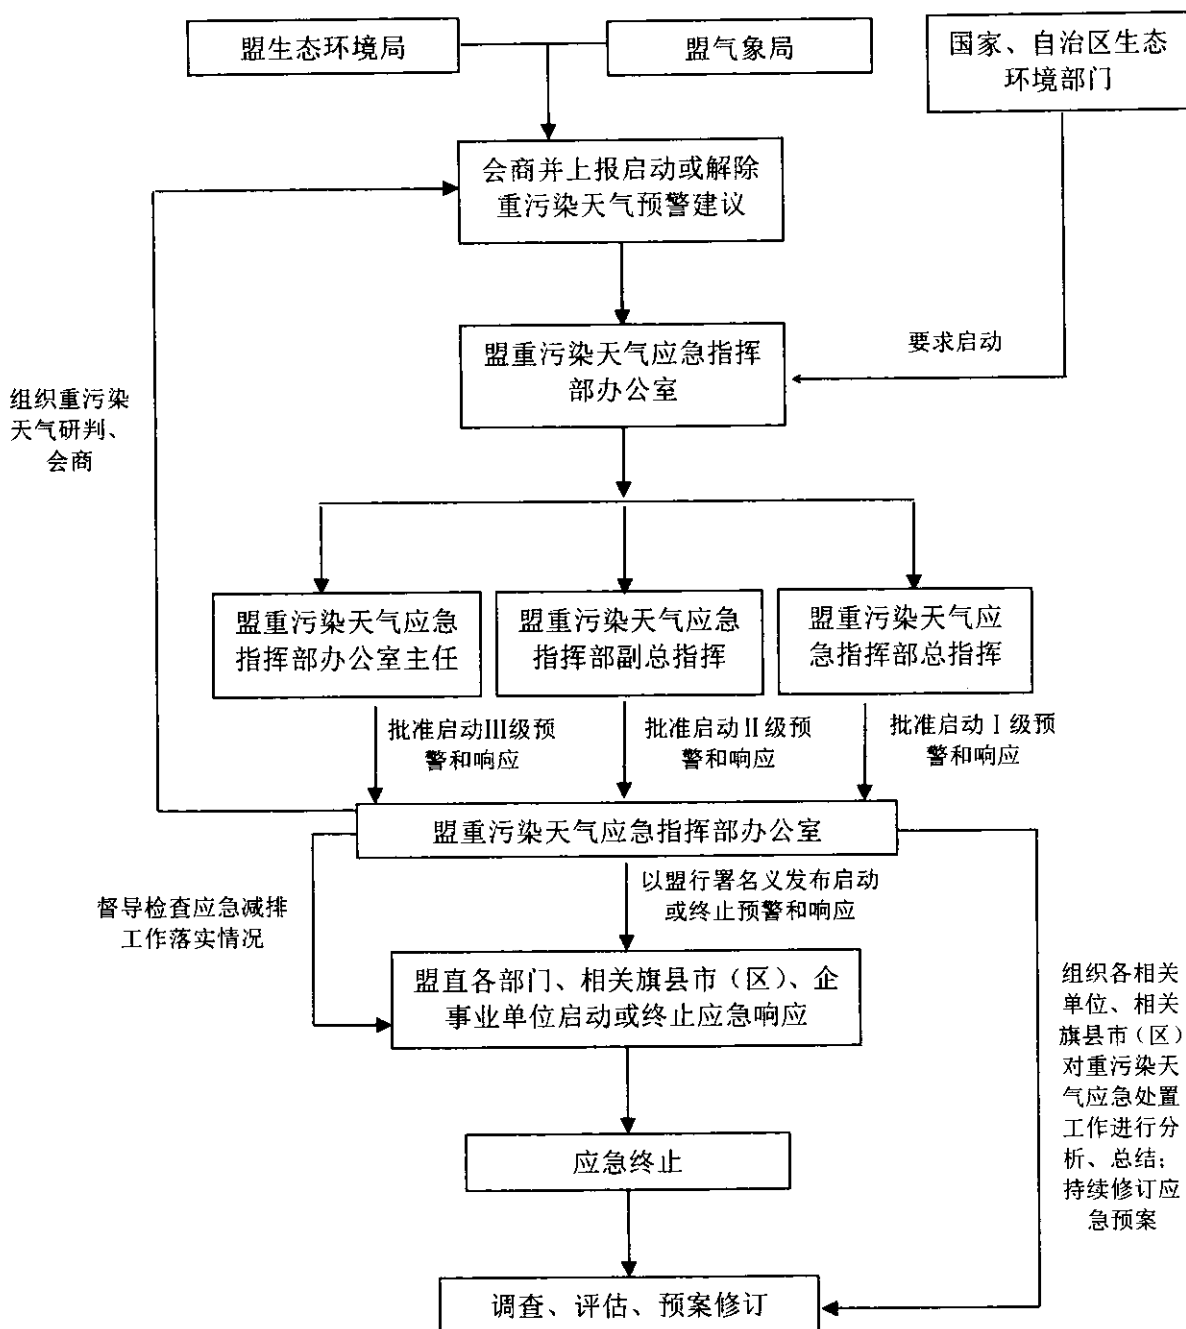 盟生态环境局
盟气象局
国家、自治区生态
环境部门
会商并上报启动或解除
重污染天气预警建议
盟重污染天气应急指挥
部办公室
要求启动
组织重污染
天气研判、
会商
盟重污染天气应急
指挥部办公室主任
盟重污染天气应急
指挥部副总指挥
盟重污染天气应
急指挥部总指挥
批准启动III级预
警和响应
批准启动Ⅱ级预
警和响应
批准启动Ⅰ级预
警和响应
盟重污染天气应急指挥部办公室
以盟行署名义发布启动
或终止预警和响应
督导检查应急减排
工作落实情况
盟直各部门、相关旗县市（区）、企
事业单位启动或终止应急响应
组织各相关
单位、相关
旗县市（区）
对重污染天
气应急处置
工作进行分
析、总结；
持续修订应
急预案
应急终止
调查、评估、预案修订